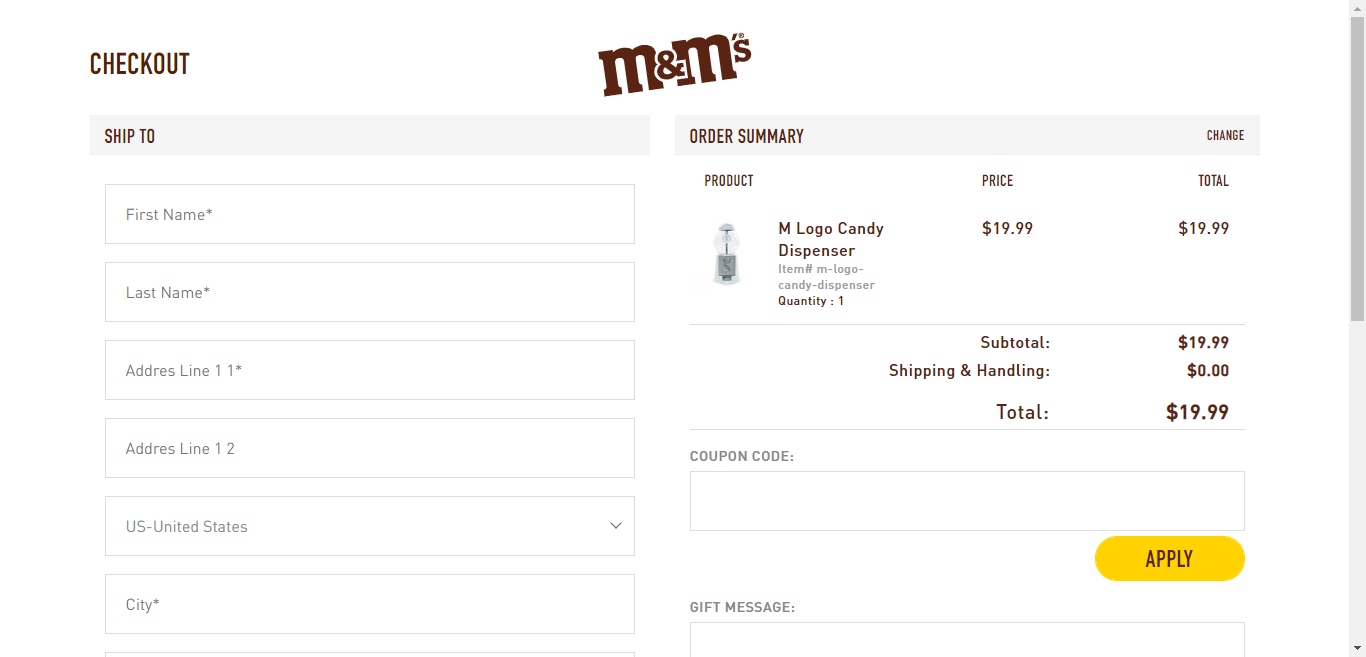 CHECKOUT
m&m's®
SHIP TO
First Name*
Last Name*
Addres Line 1 1*
Addres Line 1 2
US-United States
City*
ORDER SUMMARY
CHANGE
PRODUCT PRICE TOTAL
M Logo Candy $19.99 $19.99
Dispenser
Item# m-logo-
candy-dispenser
Quantity : 1
Subtotal: $19.99
Shipping & Handling: $0.00
Total: $19.99
COUPON CODE:
APPLY
GIFT MESSAGE: